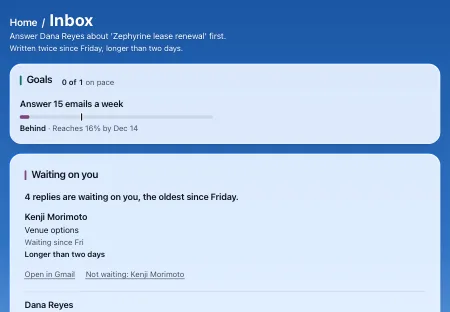 Home / Inbox
Answer Dana Reyes about 'Zephyrine lease renewal' first.
Written twice since Friday, longer than two days.
Goals 0 of 1 on pace
Answer 15 emails a week
Behind · Reaches 16% by Dec 14
Waiting on you
4 replies are waiting on you, the oldest since Friday.
Kenji Morimoto
Venue options
Waiting since Fri
Longer than two days
Open in Gmail Not waiting: Kenji Morimoto
Dana Reyes